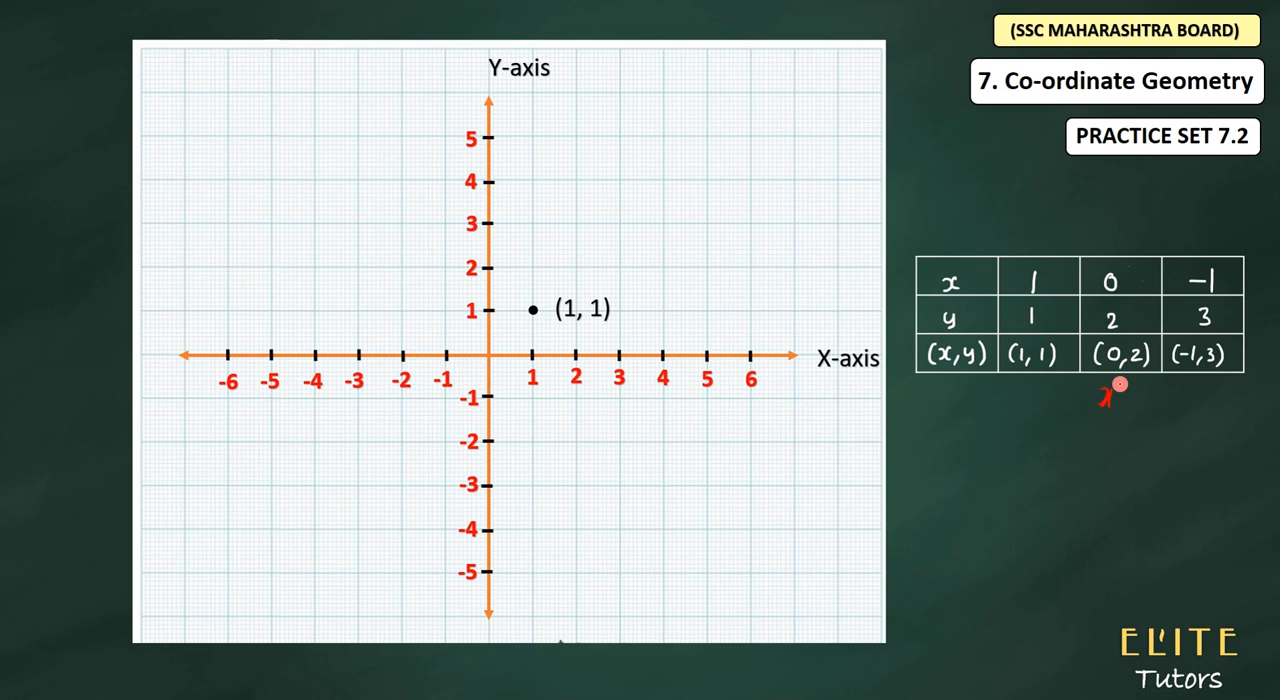 (SSC MAHARASHTRA BOARD)
7. Co-ordinate Geometry
PRACTICE SET 7.2
Y-axis
5
4
3
2
1
(1, 1)
X-axis
-6 -5 -4 -3 -2 -1 1 2 3 4 5 6
-1
-2
-3
-4
-5
x 1 0 -1
y 1 2 3
(x,y) (1, 1) (0,2) (-1,3)
x
ELITE
Tutors